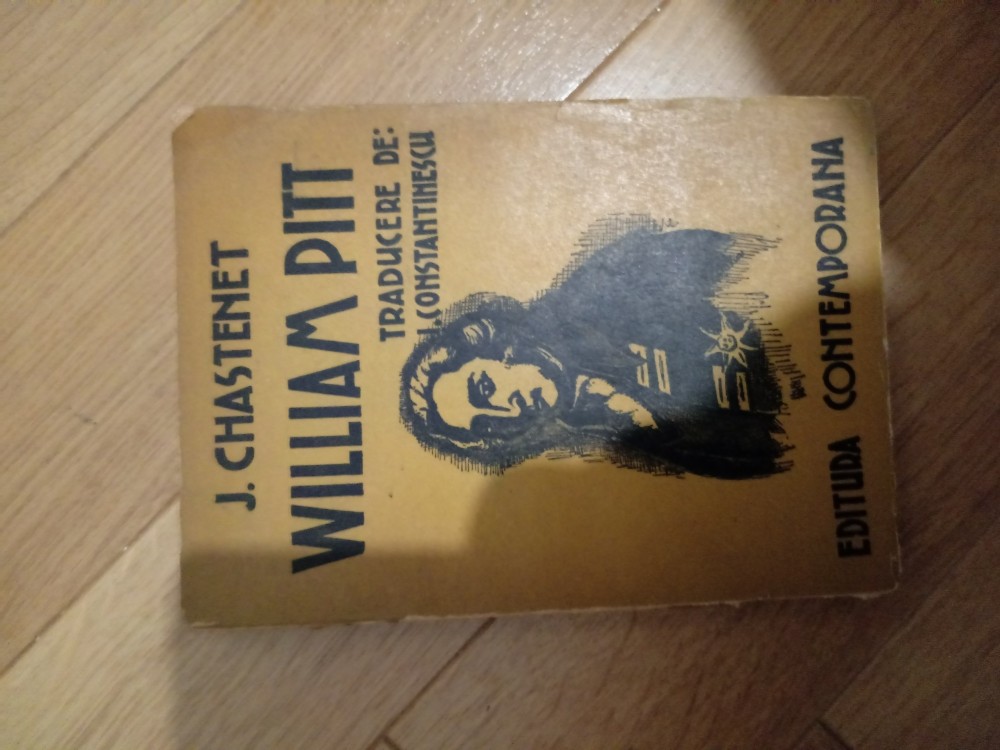 J. CHASTENET
WILLIAM PITT
TRADUCERE DE:
I. CONSTANTINESCU
EDITURA CONTEMPORANA